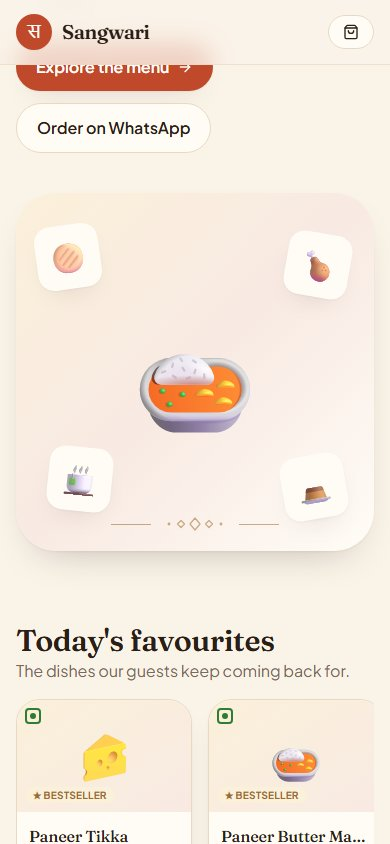 स Sangwari
Explore the menu →
Order on WhatsApp
Today's favourites
The dishes our guests keep coming back for.
★ BESTSELLER
★ BESTSELLER
Paneer Tikka
Paneer Butter Ma...